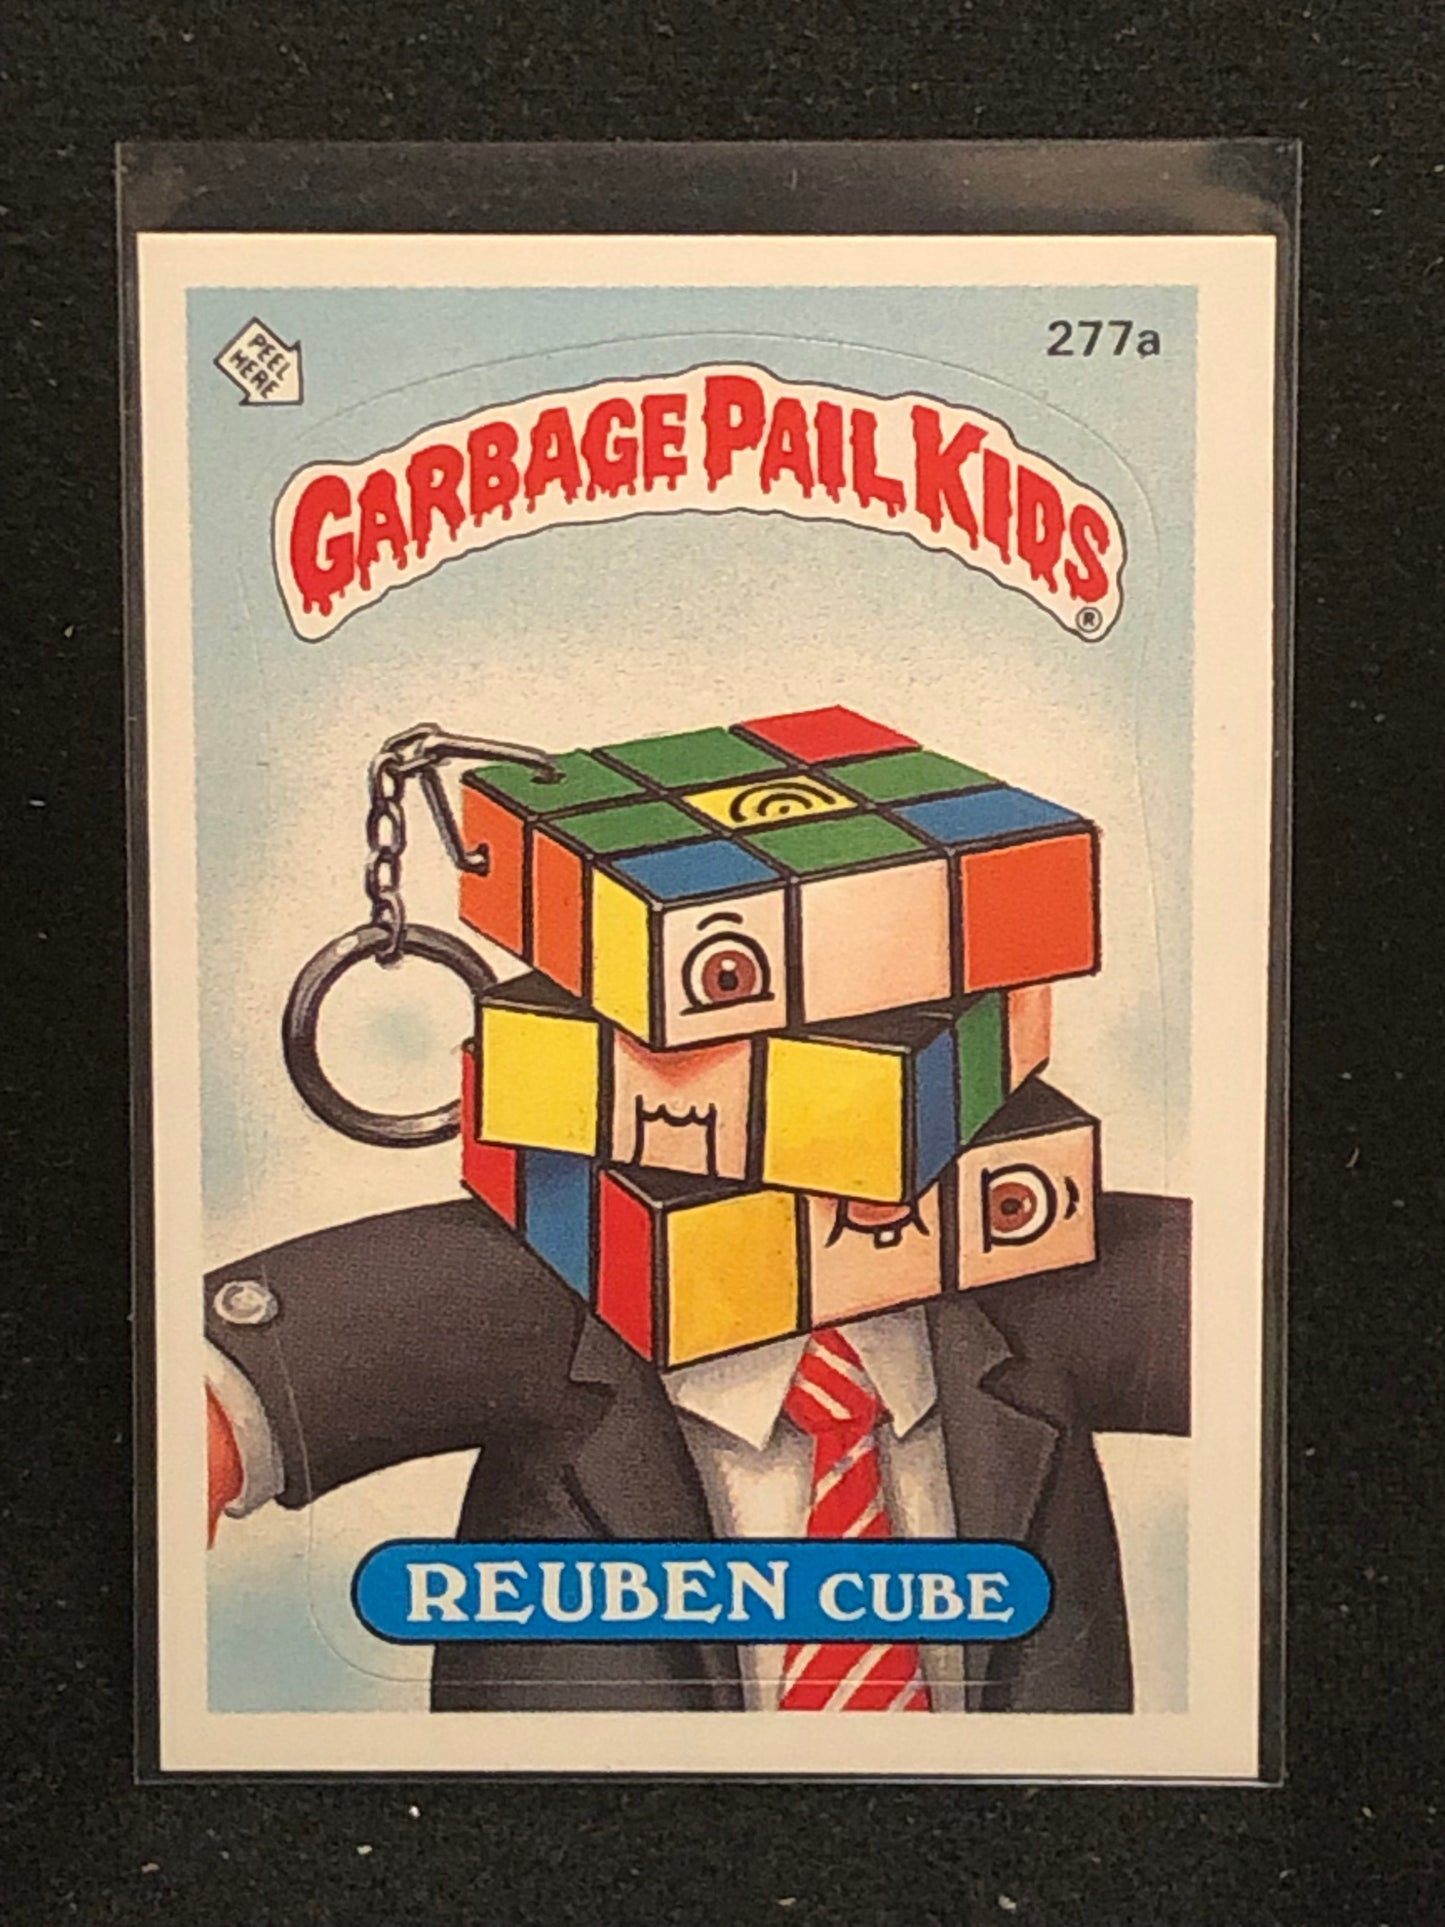 PEEL
HERE
277a
GARBAGE PAIL KIDS
®
REUBEN CUBE